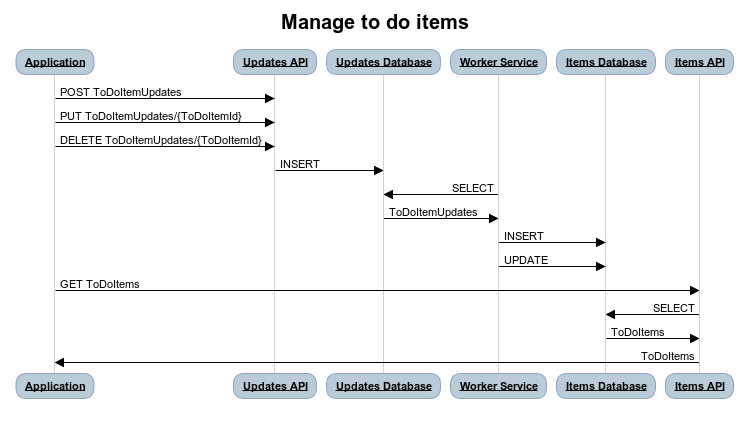 Manage to do items
Application Updates API Updates Database Worker Service Items Database Items API
POST ToDoItemUpdates
PUT ToDoItemUpdates/{ToDoItemId}
DELETE ToDoItemUpdates/{ToDoItemId}
INSERT
SELECT
ToDoItemUpdates
INSERT
UPDATE
GET ToDoItems
SELECT
ToDoItems
ToDoItems
Application Updates API Updates Database Worker Service Items Database Items API